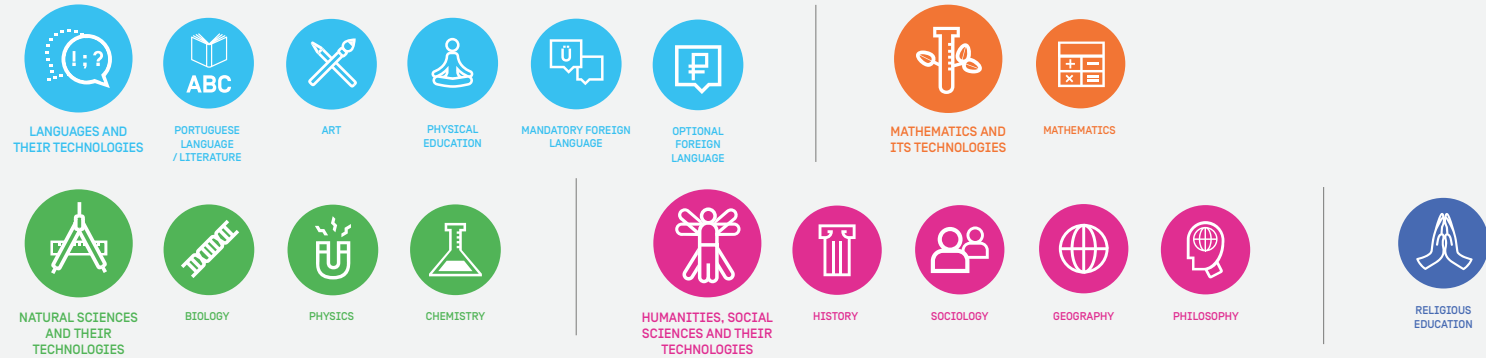 ! ; ?
ABC
Ü
₽
LANGUAGES AND
THEIR TECHNOLOGIES
PORTUGUESE
LANGUAGE
/ LITERATURE
ART
PHYSICAL
EDUCATION
MANDATORY FOREIGN
LANGUAGE
OPTIONAL
FOREIGN
LANGUAGE
+ −
× =
MATHEMATICS AND
ITS TECHNOLOGIES
MATHEMATICS
NATURAL SCIENCES
AND THEIR
TECHNOLOGIES
BIOLOGY
PHYSICS
CHEMISTRY
HUMANITIES, SOCIAL
SCIENCES AND THEIR
TECHNOLOGIES
HISTORY
SOCIOLOGY
GEOGRAPHY
PHILOSOPHY
RELIGIOUS
EDUCATION